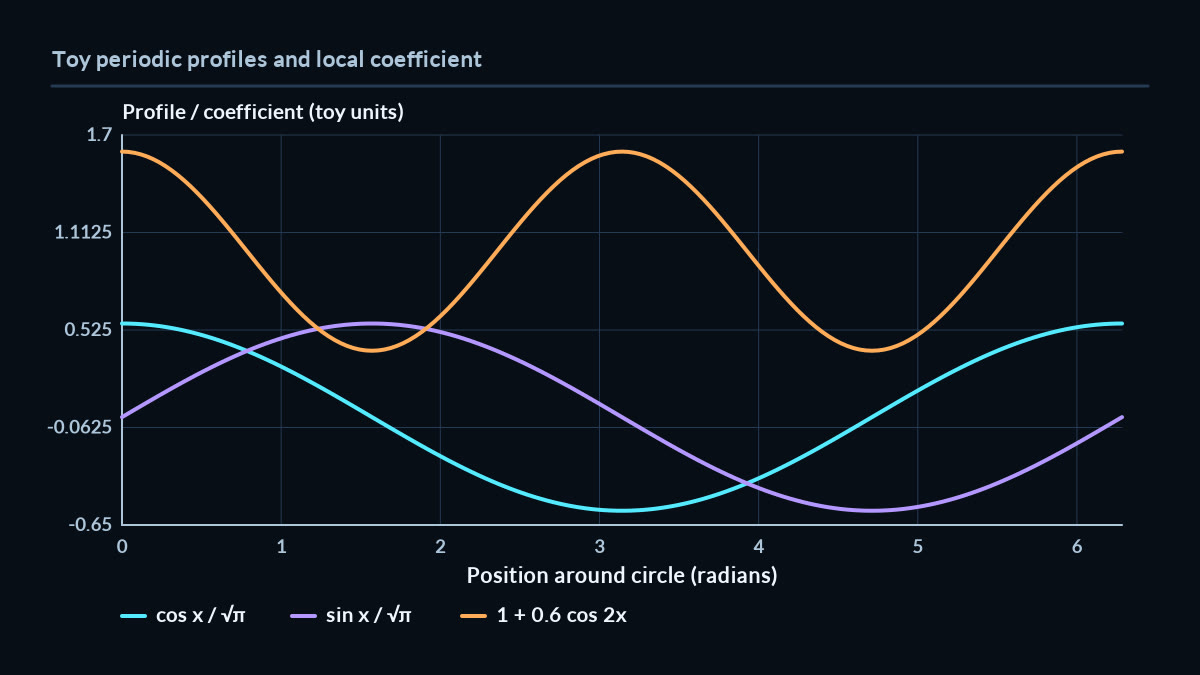 Toy periodic profiles and local coefficient
Profile / coefficient (toy units)
1.7
1.1125
0.525
-0.0625
-0.65
0 1 2 3 4 5 6
Position around circle (radians)
cos x / √π sin x / √π 1 + 0.6 cos 2x